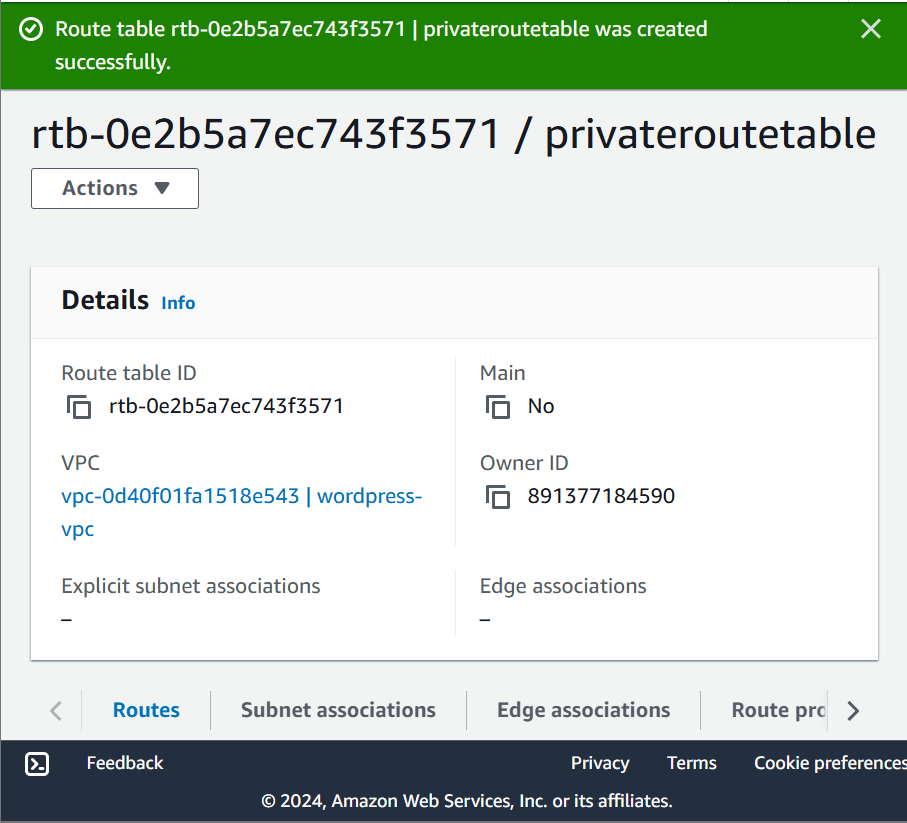 Route table rtb-0e2b5a7ec743f3571 | privateroutetable was created
successfully.
rtb-0e2b5a7ec743f3571 / privateroutetable
Actions
Details Info
Route table ID
rtb-0e2b5a7ec743f3571
Main
No
VPC
vpc-0d40f01fa1518e543 | wordpress-
vpc
Owner ID
891377184590
Explicit subnet associations
–
Edge associations
–
Routes
Subnet associations
Edge associations
Route pro
Feedback
Privacy
Terms
Cookie preferences
© 2024, Amazon Web Services, Inc. or its affiliates.